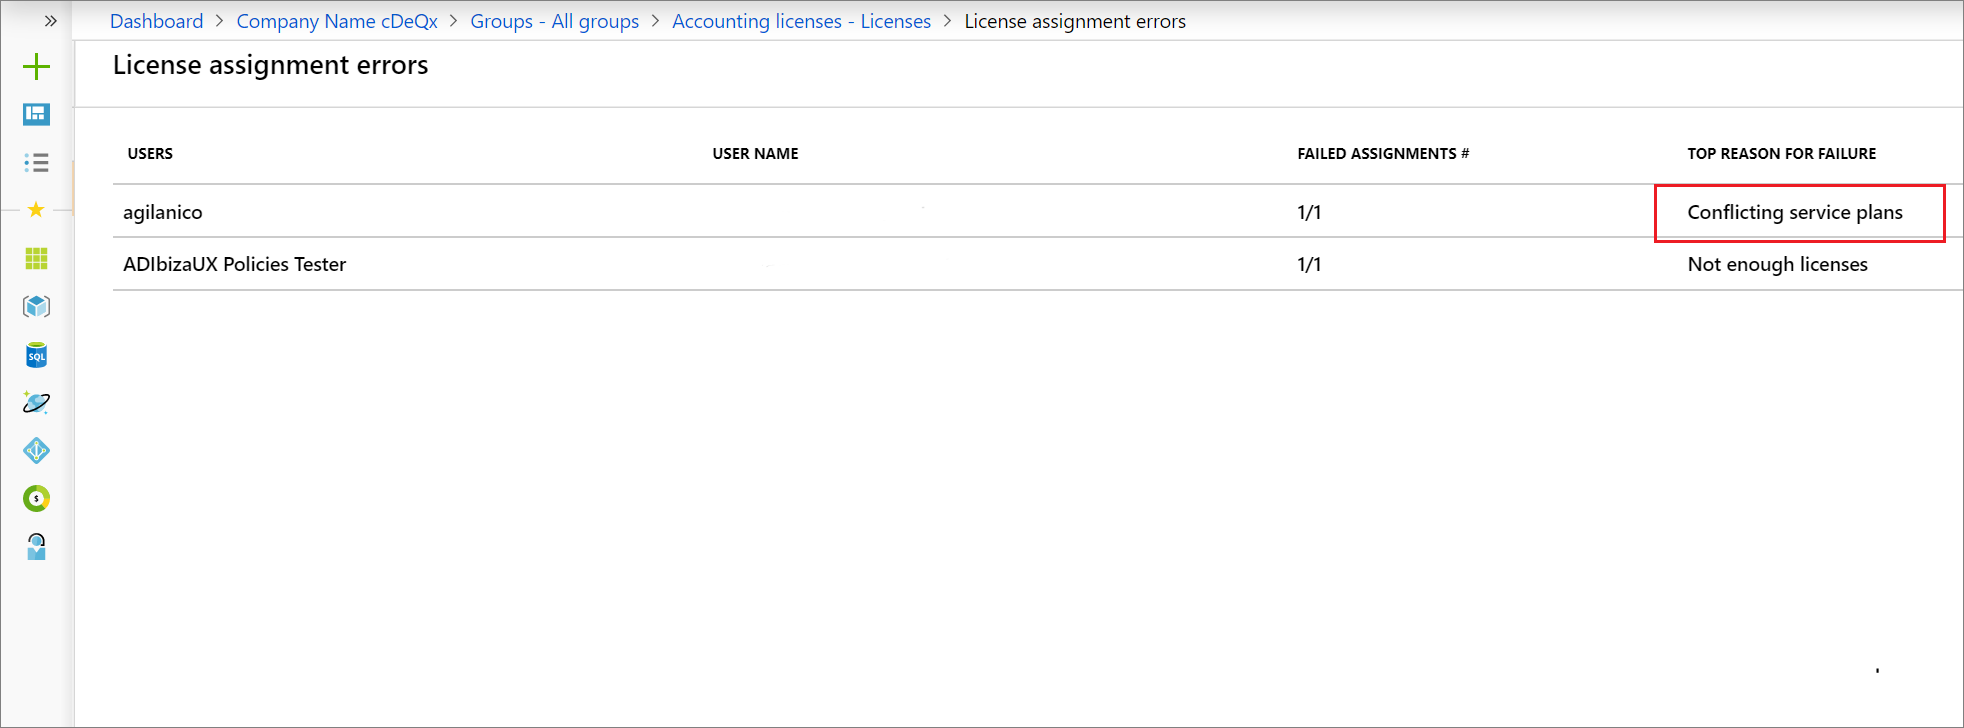 Dashboard > Company Name cDeQx > Groups - All groups > Accounting licenses - Licenses > License assignment errors
License assignment errors
USERS USER NAME FAILED ASSIGNMENTS # TOP REASON FOR FAILURE
agilanico 1/1 Conflicting service plans
ADIbizaUX Policies Tester 1/1 Not enough licenses
SQL
$